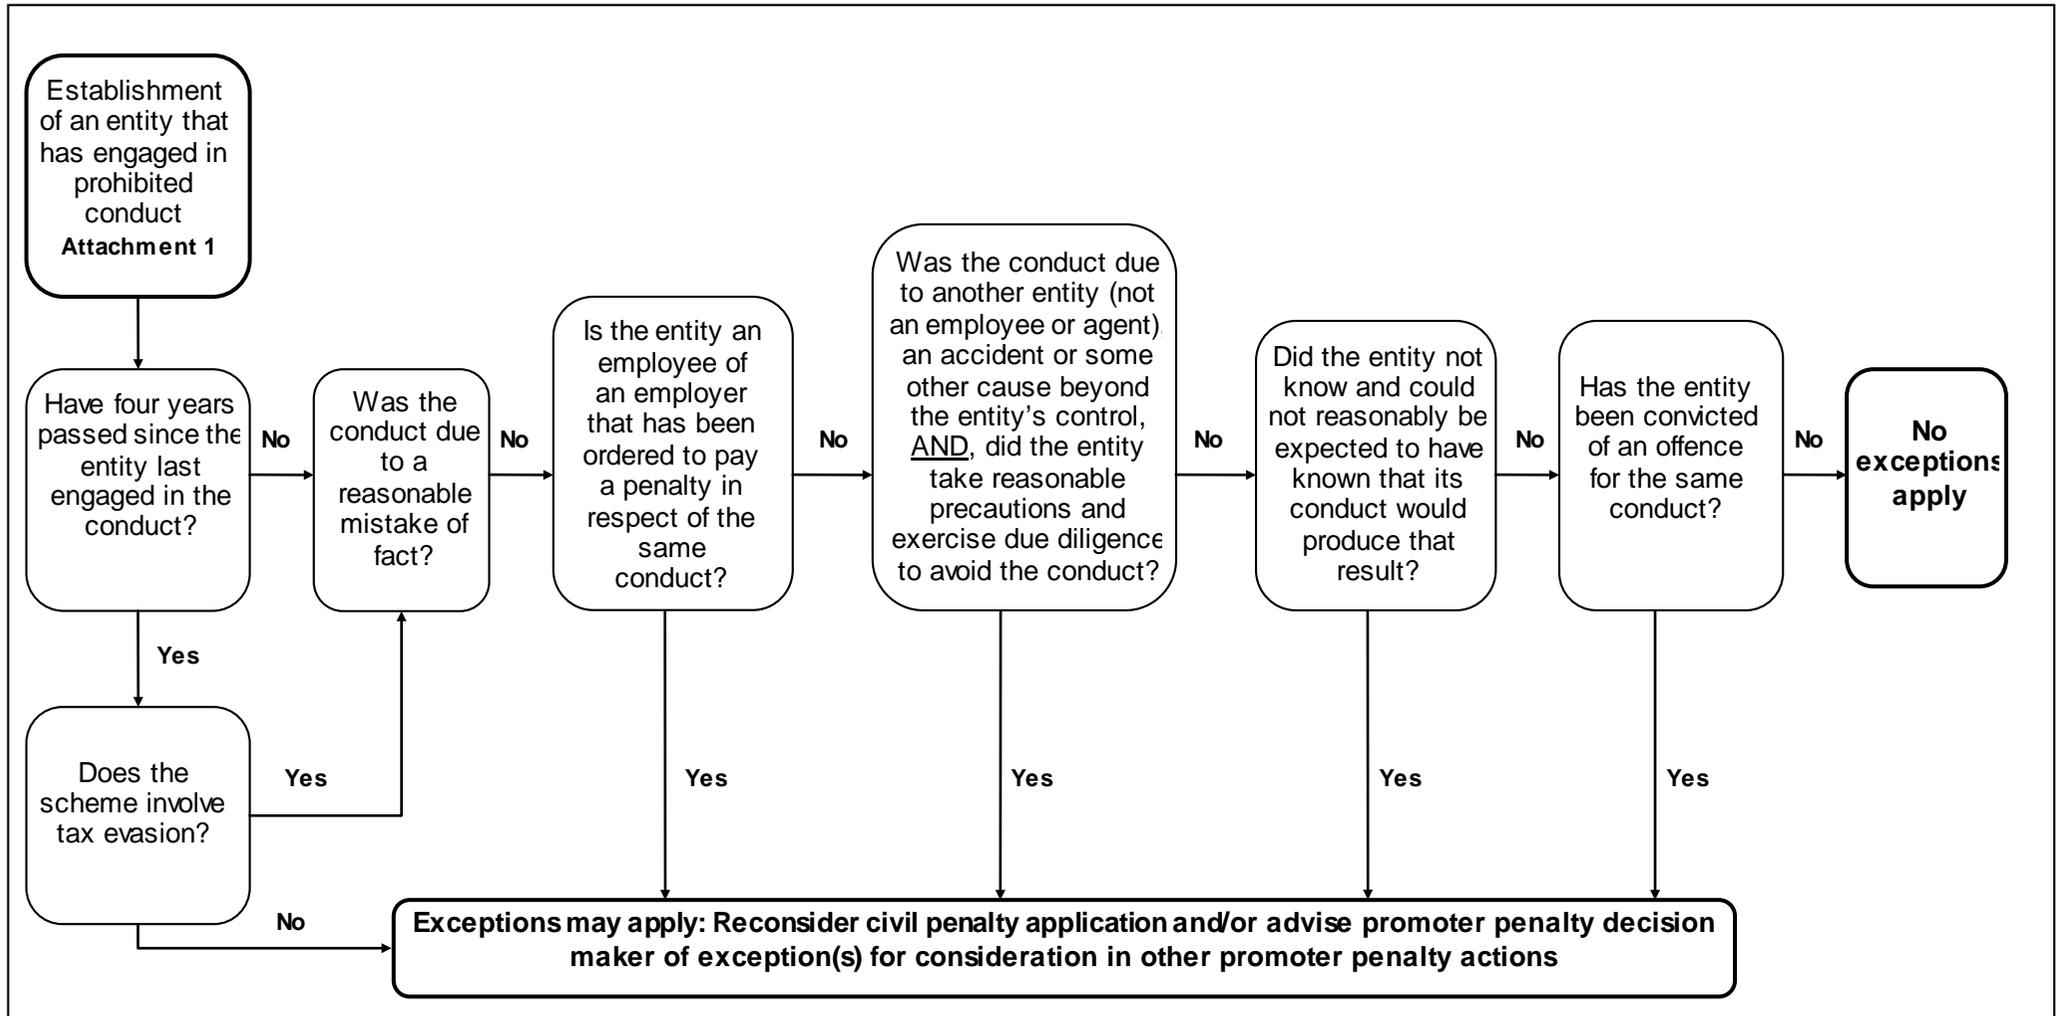 Establishment
of an entity that
has engaged in
prohibited
conduct
Attachment 1
Have four years
passed since the
entity last
engaged in the
conduct?
No
Was the
conduct due
to a
reasonable
mistake of
fact?
No
Is the entity an
employee of
an employer
that has been
ordered to pay
a penalty in
respect of the
same
conduct?
No
Was the conduct due
to another entity (not
an employee or agent)
an accident or some
other cause beyond
the entity's control,
AND, did the entity
take reasonable
precautions and
exercise due diligence
to avoid the conduct?
No
Did the entity not
know and could
not reasonably be
expected to have
known that its
conduct would
produce that
result?
No
Has the entity
been convicted
of an offence
for the same
conduct?
No
No
exceptions
apply
Yes
Does the
scheme involve
tax evasion?
Yes
Yes
Yes
Yes
Yes
No
Exceptions may apply: Reconsider civil penalty application and/or advise promoter penalty decision
maker of exception(s) for consideration in other promoter penalty actions